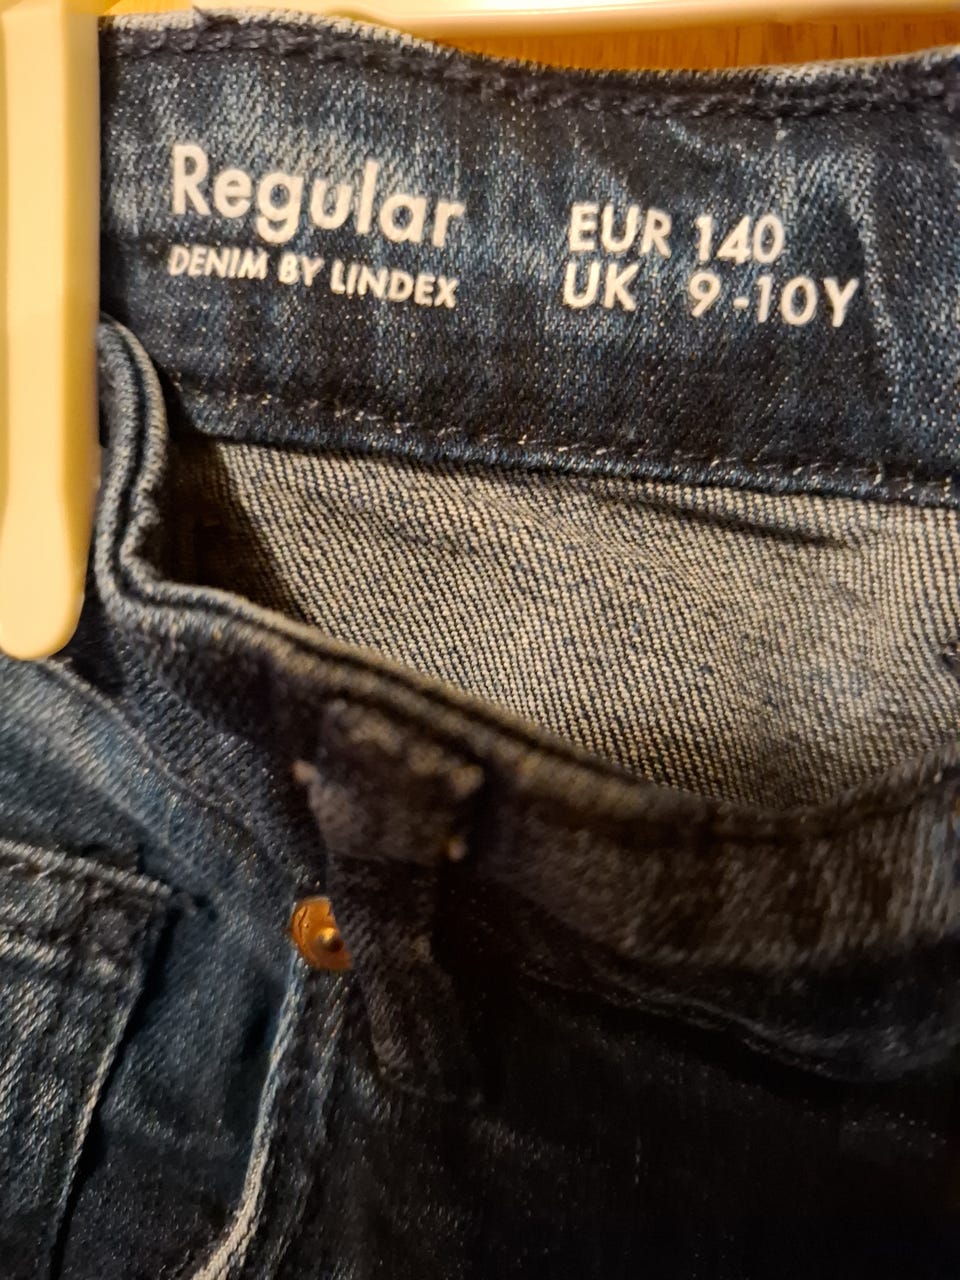 Regular
DENIM BY LINDEX
EUR 140
UK 9-10Y